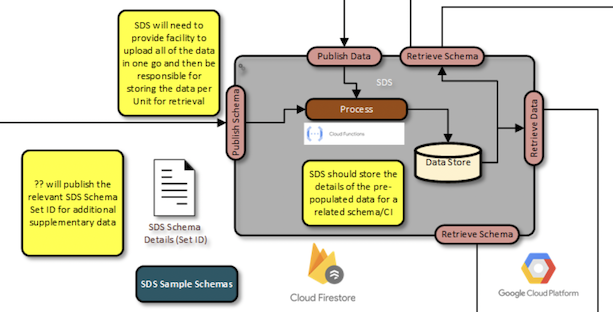 SDS will need to
provide facility to
upload all of the data
in one go and then be
responsible for
storing the data per
Unit for retrieval
Publish Data
Retrieve Schema
SDS
Publish Schema
Process
Cloud Functions
Retrieve Data
Data Store
?? will publish the
relevant SDS Schema
Set ID for additional
supplementary data
SDS Schema
Details (Set ID)
SDS should store the
details of the pre-
populated data for a
related schema/CI
Retrieve Schema
SDS Sample Schemas
Cloud Firestore
Google Cloud Platform